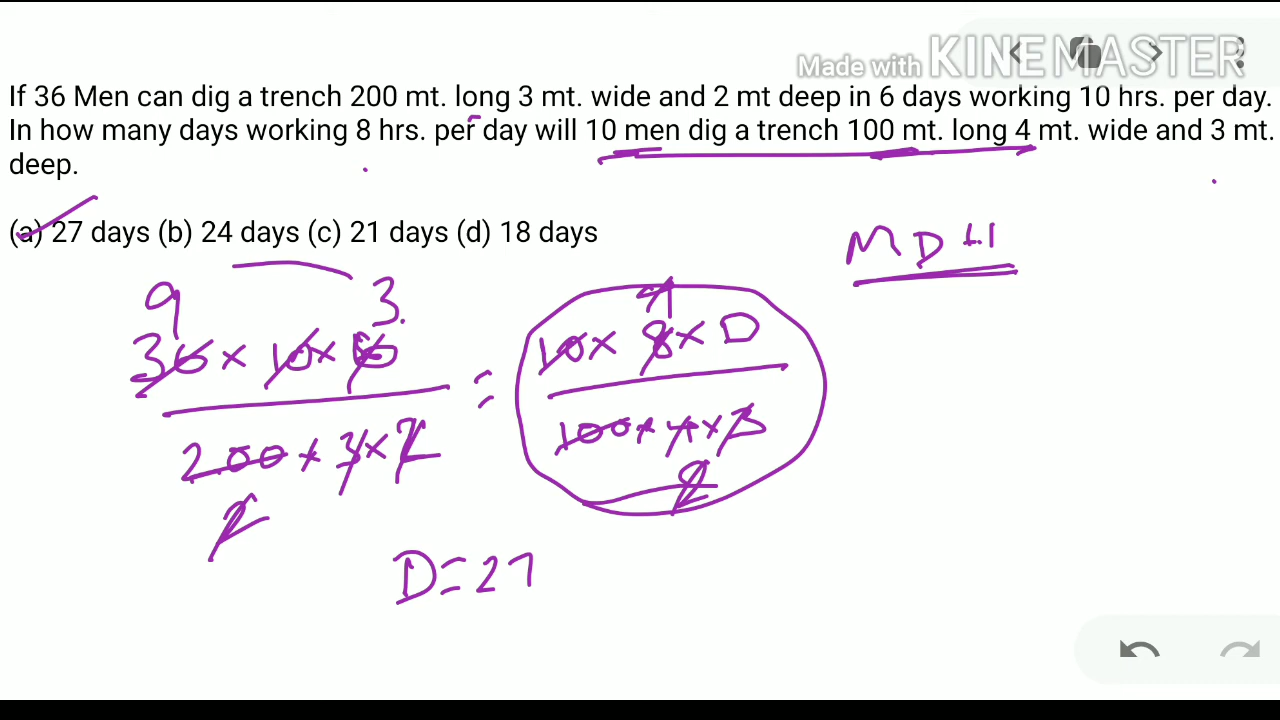 Made with KINEMASTER
If 36 Men can dig a trench 200 mt. long 3 mt. wide and 2 mt deep in 6 days working 10 hrs. per day.
In how many days working 8 hrs. per day will 10 men dig a trench 100 mt. long 4 mt. wide and 3 mt.
deep.
(a) 27 days (b) 24 days (c) 21 days (d) 18 days
M D H
9 3. 4
36 × 10 × 6 = 10 × 8 × D
200 × 3 × 2 100 × 4 × 3
2 2
D = 27